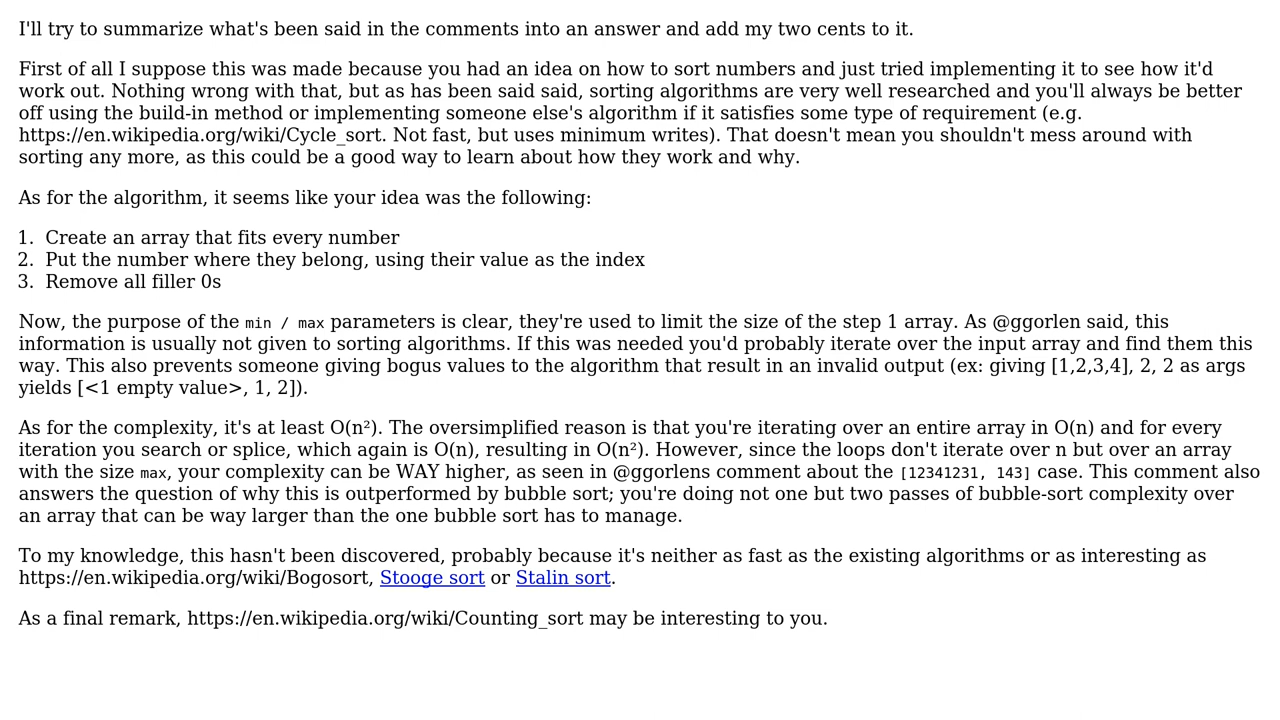 I'll try to summarize what's been said in the comments into an answer and add my two cents to it.
First of all I suppose this was made because you had an idea on how to sort numbers and just tried implementing it to see how it'd
work out. Nothing wrong with that, but as has been said said, sorting algorithms are very well researched and you'll always be better
off using the build-in method or implementing someone else's algorithm if it satisfies some type of requirement (e.g.
https://en.wikipedia.org/wiki/Cycle_sort. Not fast, but uses minimum writes). That doesn't mean you shouldn't mess around with
sorting any more, as this could be a good way to learn about how they work and why.
As for the algorithm, it seems like your idea was the following:
1. Create an array that fits every number
2. Put the number where they belong, using their value as the index
3. Remove all filler 0s
Now, the purpose of the min / max parameters is clear, they're used to limit the size of the step 1 array. As @ggorlen said, this
information is usually not given to sorting algorithms. If this was needed you'd probably iterate over the input array and find them this
way. This also prevents someone giving bogus values to the algorithm that result in an invalid output (ex: giving [1,2,3,4], 2, 2 as args
yields [<1 empty value>, 1, 2]).
As for the complexity, it's at least O(n²). The oversimplified reason is that you're iterating over an entire array in O(n) and for every
iteration you search or splice, which again is O(n), resulting in O(n²). However, since the loops don't iterate over n but over an array
with the size max, your complexity can be WAY higher, as seen in @ggorlens comment about the [12341231, 143] case. This comment also
answers the question of why this is outperformed by bubble sort; you're doing not one but two passes of bubble-sort complexity over
an array that can be way larger than the one bubble sort has to manage.
To my knowledge, this hasn't been discovered, probably because it's neither as fast as the existing algorithms or as interesting as
https://en.wikipedia.org/wiki/Bogosort, Stooge sort or Stalin sort.
As a final remark, https://en.wikipedia.org/wiki/Counting_sort may be interesting to you.